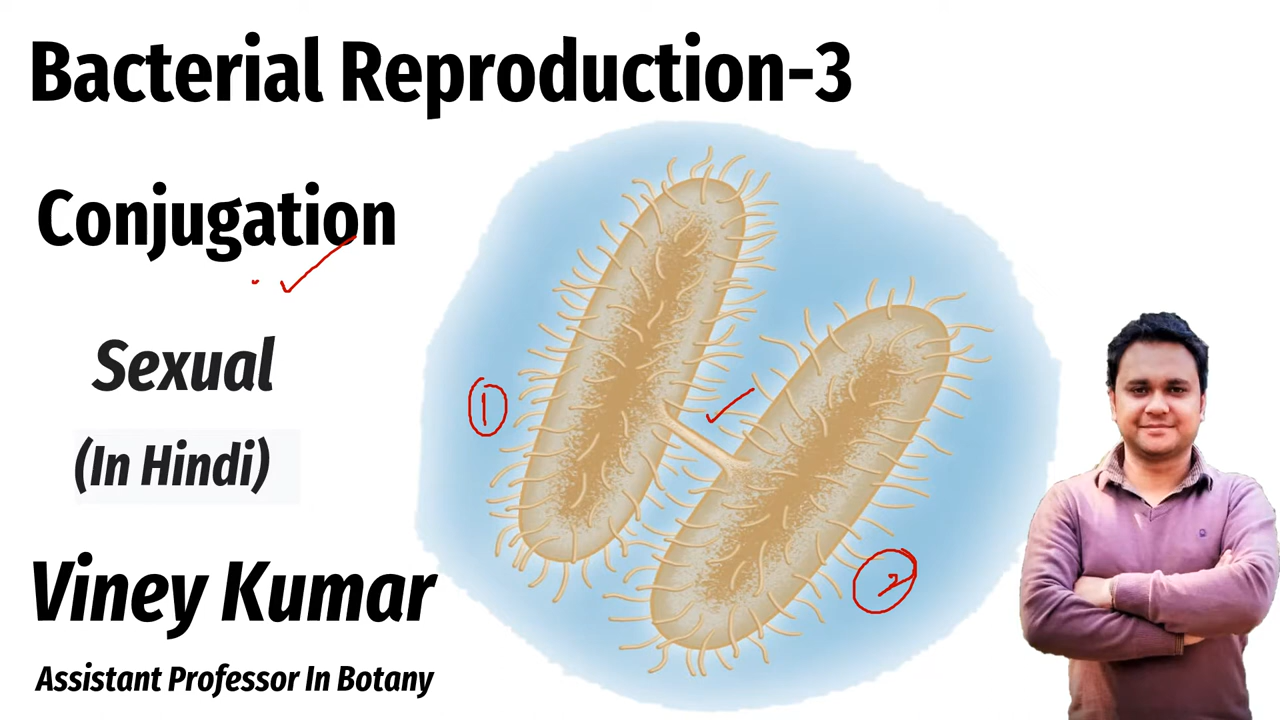 Bacterial Reproduction-3
Conjugation
Sexual
(In Hindi)
1
2
Viney Kumar
Assistant Professor In Botany